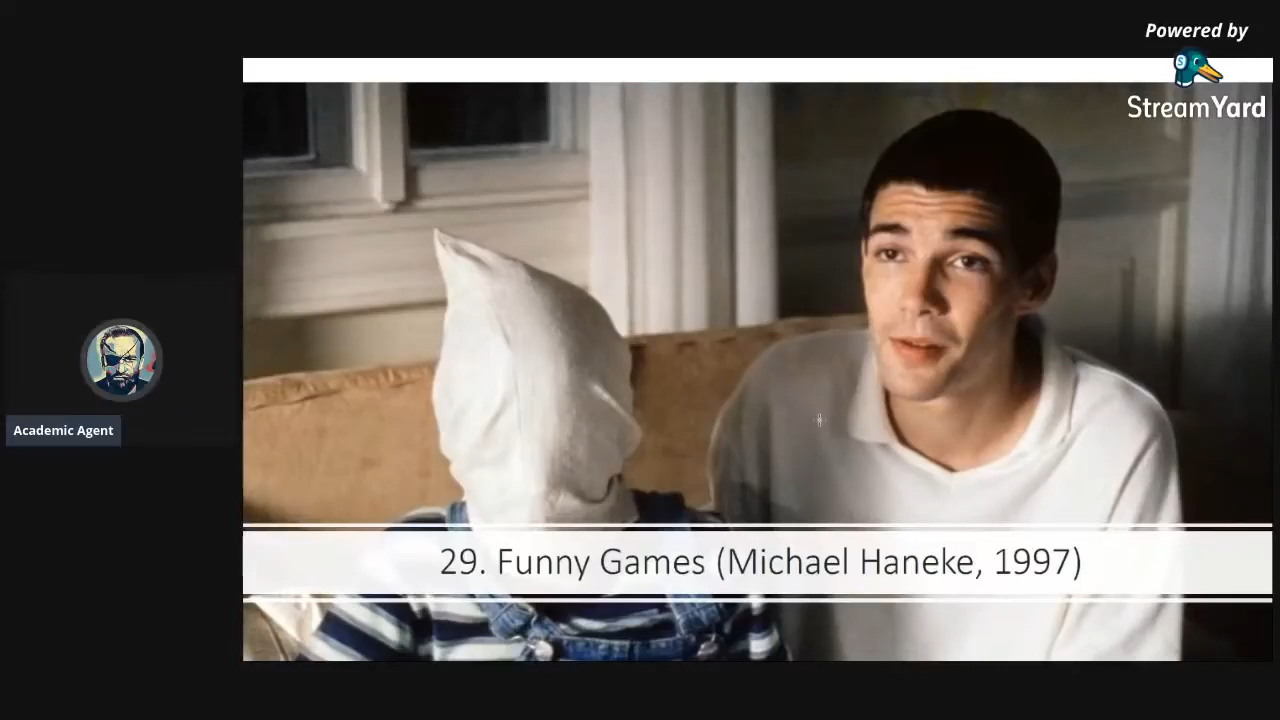 Powered by
StreamYard
Academic Agent
29. Funny Games (Michael Haneke, 1997)